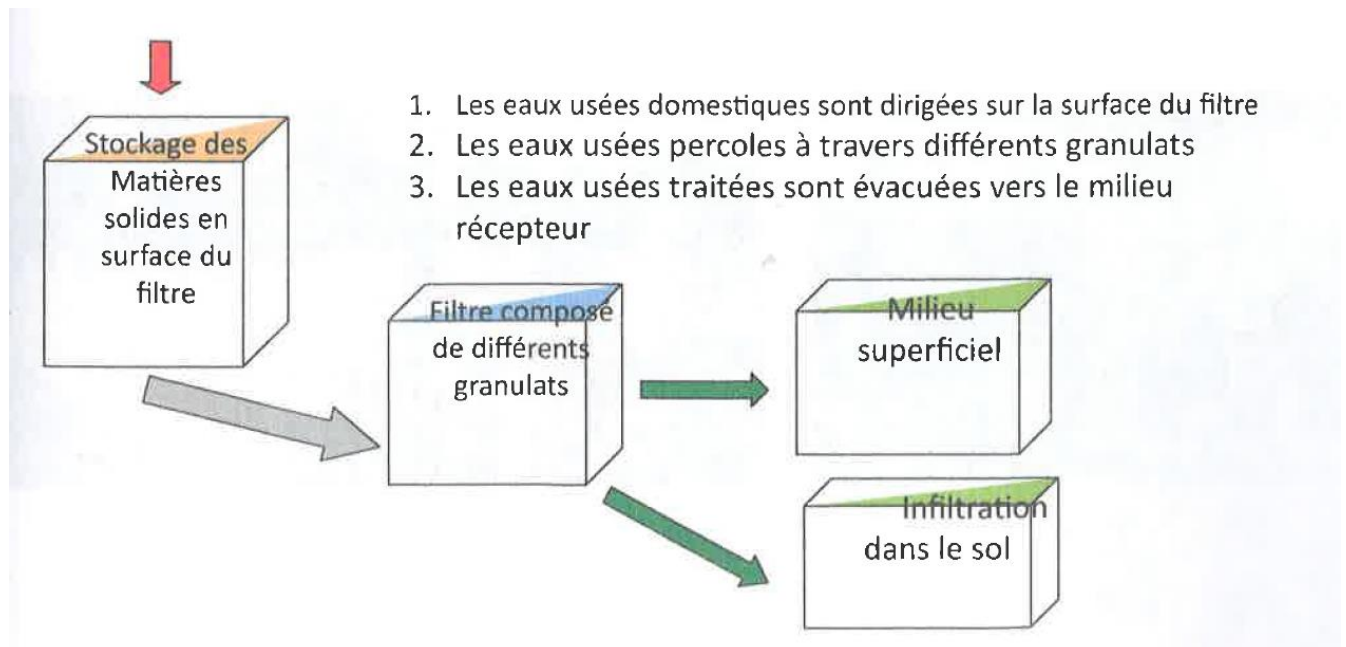 1. Les eaux usées domestiques sont dirigées sur la surface du filtre
2. Les eaux usées percoles à travers différents granulats
3. Les eaux usées traitées sont évacuées vers le milieu
récepteur
Stockage des
Matières
solides en
surface du
filtre
Filtre composé
de différents
granulats
Milieu
superficiel
Infiltration
dans le sol